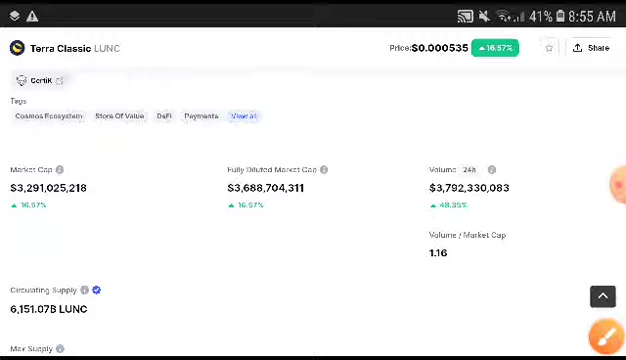 41% 8:55 AM
Terra Classic LUNC Price:$0.000535 16.57% Share
CertiK
Tags
Cosmos Ecosystem Store Of Value DeFi Payments View all
Market Cap Fully Diluted Market Cap Volume 24h
$3,291,025,218 $3,688,704,311 $3,792,330,083
16.57% 16.57% 48.35%
Volume / Market Cap
1.16
Circulating Supply
6,151.07B LUNC
Max Supply